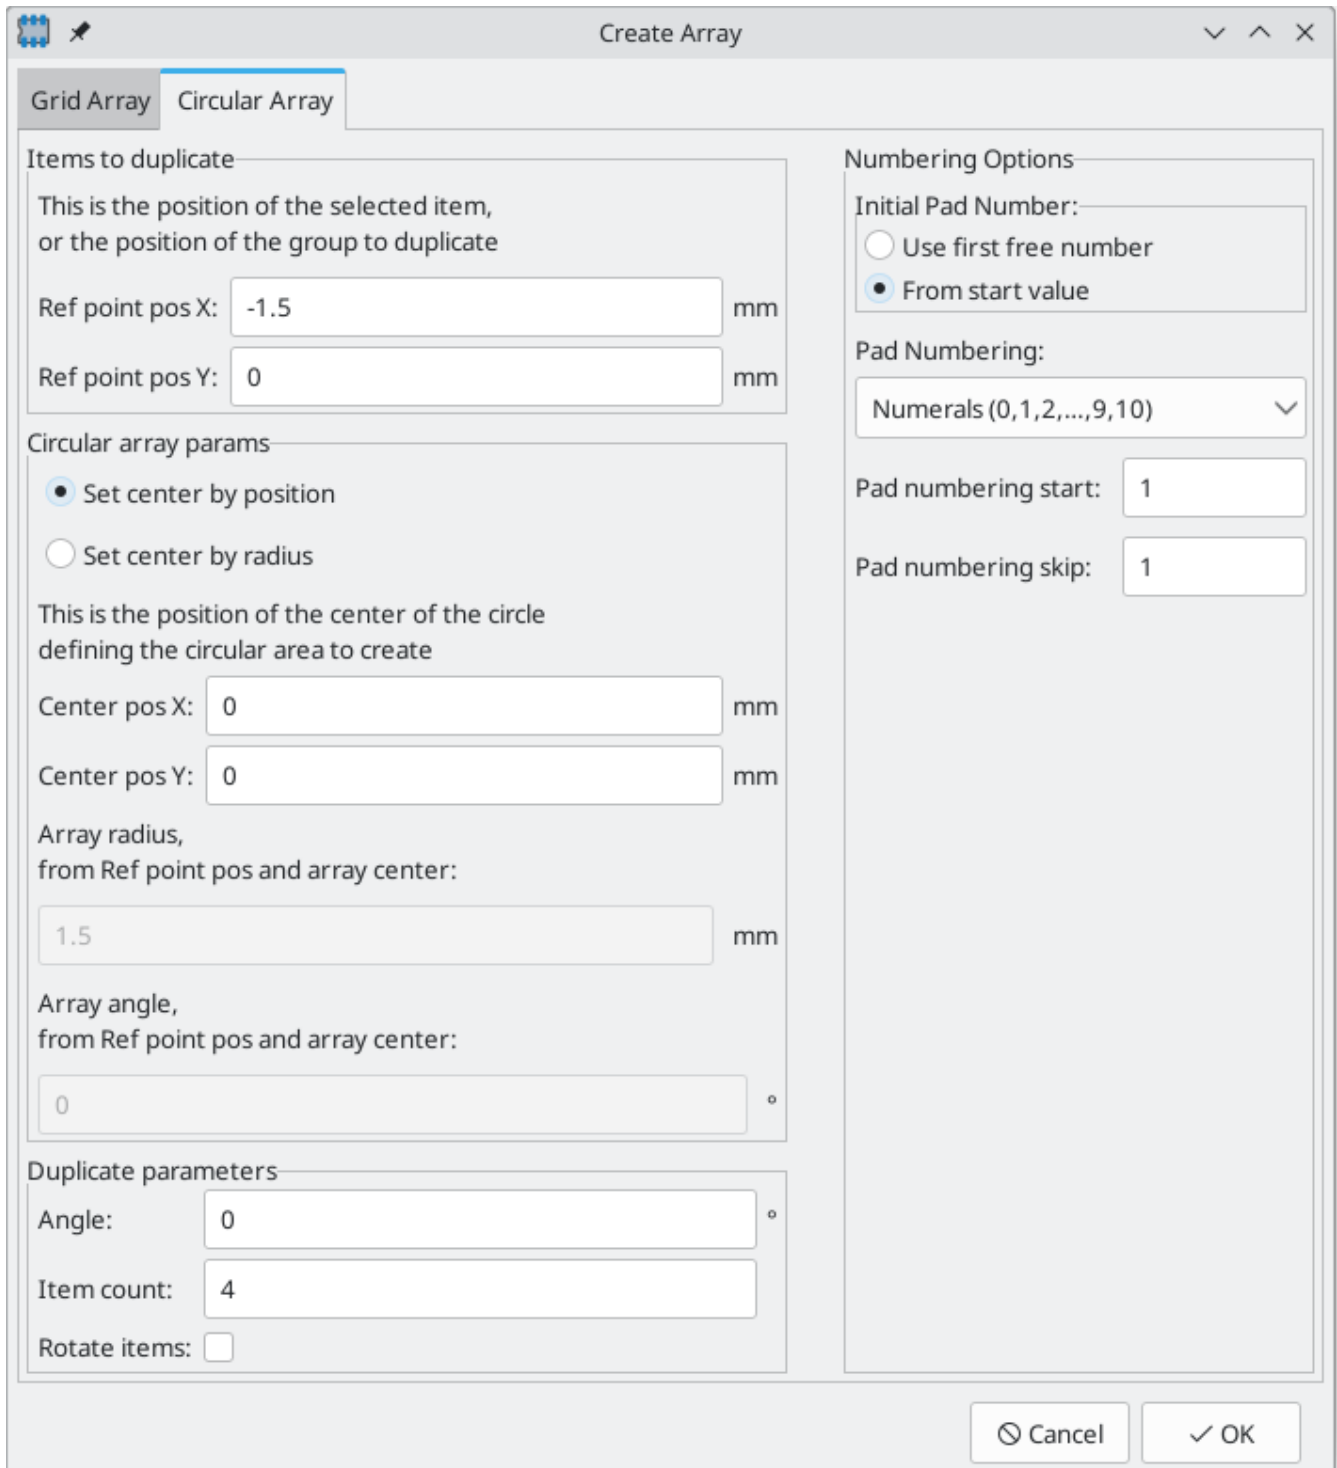 Create Array
Grid Array
Circular Array
Items to duplicate
This is the position of the selected item,
or the position of the group to duplicate
Ref point pos X: -1.5 mm
Ref point pos Y: 0 mm
Circular array params
Set center by position
Set center by radius
This is the position of the center of the circle
defining the circular area to create
Center pos X: 0 mm
Center pos Y: 0 mm
Array radius,
from Ref point pos and array center:
1.5 mm
Array angle,
from Ref point pos and array center:
0 °
Duplicate parameters
Angle: 0 °
Item count: 4
Rotate items:
Numbering Options
Initial Pad Number:
Use first free number
From start value
Pad Numbering:
Numerals (0,1,2,...,9,10)
Pad numbering start: 1
Pad numbering skip: 1
Cancel
OK